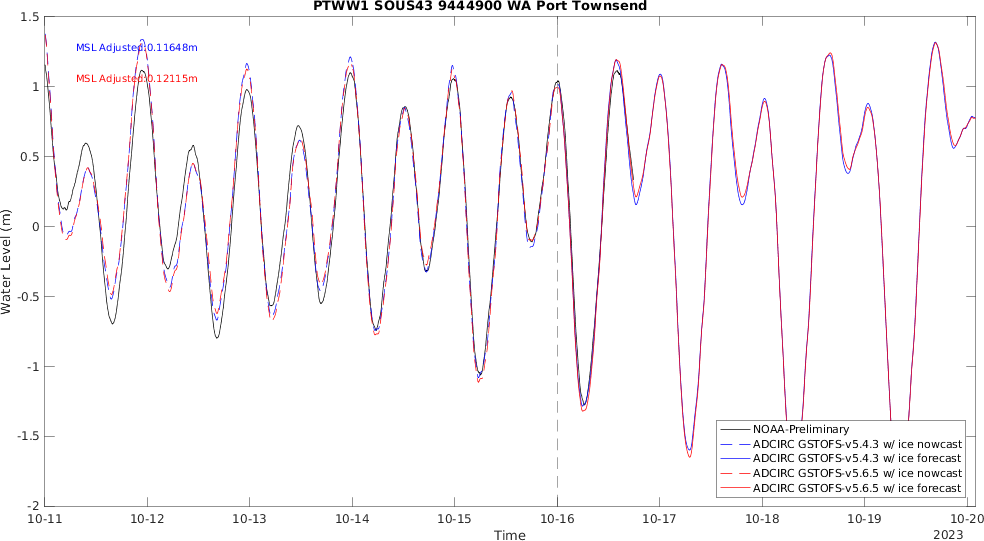 PTWW1 SOUS43 9444900 WA Port Townsend
MSL Adjusted:0.11648m
MSL Adjusted:0.12115m
Water Level (m)
1.5
1
0.5
0
-0.5
-1
-1.5
-2
NOAA-Preliminary
ADCIRC GSTOFS-v5.4.3 w/ ice nowcast
ADCIRC GSTOFS-v5.4.3 w/ ice forecast
ADCIRC GSTOFS-v5.6.5 w/ ice nowcast
ADCIRC GSTOFS-v5.6.5 w/ ice forecast
10-11 10-12 10-13 10-14 10-15 10-16 10-17 10-18 10-19 10-20
Time
2023